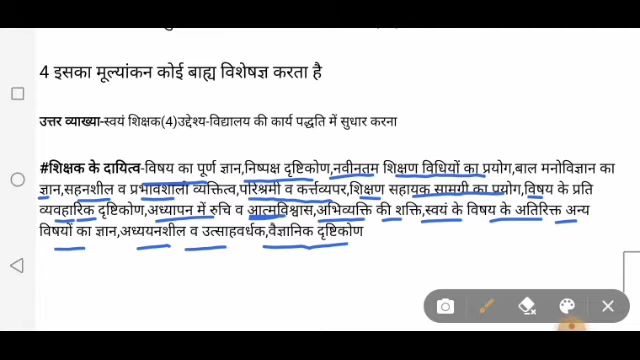 4 इसका मूल्यांकन कोई बाह्य विशेषज्ञ करता है
उत्तर व्याख्या-स्वयं शिक्षक(4)उद्देश्य-विद्यालय की कार्य पद्धति में सुधार करना
#शिक्षक के दायित्व-विषय का पूर्ण ज्ञान,निष्पक्ष दृष्टिकोण,नवीनतम शिक्षण विधियों का प्रयोग,बाल मनोविज्ञान का
ज्ञान,सहनशील व प्रभावशाली व्यक्तित्व,परिश्रमी व कर्त्तव्यपर,शिक्षण सहायक सामगी का प्रयोग,विषय के प्रति
व्यवहारिक दृष्टिकोण,अध्यापन में रुचि व आत्मविश्वास,अभिव्यक्ति की शक्ति,स्वयं के विषय के अतिरिक्त अन्य
विषयों का ज्ञान,अध्ययनशील व उत्साहवर्धक,वैज्ञानिक दृष्टिकोण